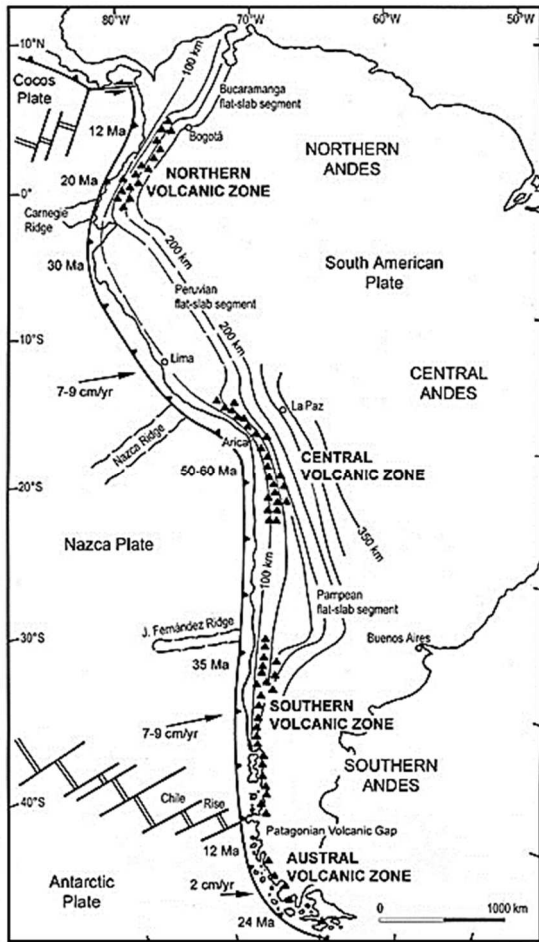 80°W
70°W
60°W
50°W
10°N
Cocos
Plate
100 km
Bucaramanga
flat-slab segment
12 Ma
Bogotá
NORTHERN
ANDES
NORTHERN
VOLCANIC ZONE
20 Ma
0°
Carnegie
Ridge
200 km
30 Ma
South American
Plate
Peruvian
flat-slab segment
200 km
10°S
Lima
7-9 cm/yr
CENTRAL
ANDES
La Paz
Nazca Ridge
Arica
CENTRAL
VOLCANIC ZONE
50-60 Ma
20°S
350 km
Nazca Plate
100 km
Pampean
flat-slab segment
J. Fernández Ridge
Buenos Aires
30°S
35 Ma
SOUTHERN
VOLCANIC ZONE
7-9 cm/yr
SOUTHERN
ANDES
Chile Rise
40°S
Patagonian Volcanic Gap
12 Ma
AUSTRAL
VOLCANIC ZONE
Antarctic
Plate
2 cm/yr
0 1000 km
24 Ma